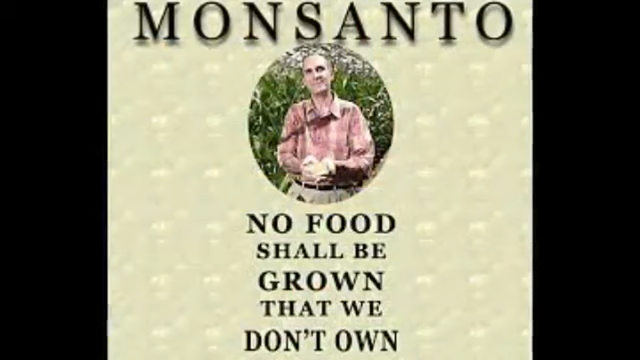 MONSANTO
NO FOOD
SHALL BE
GROWN
THAT WE
DON'T OWN